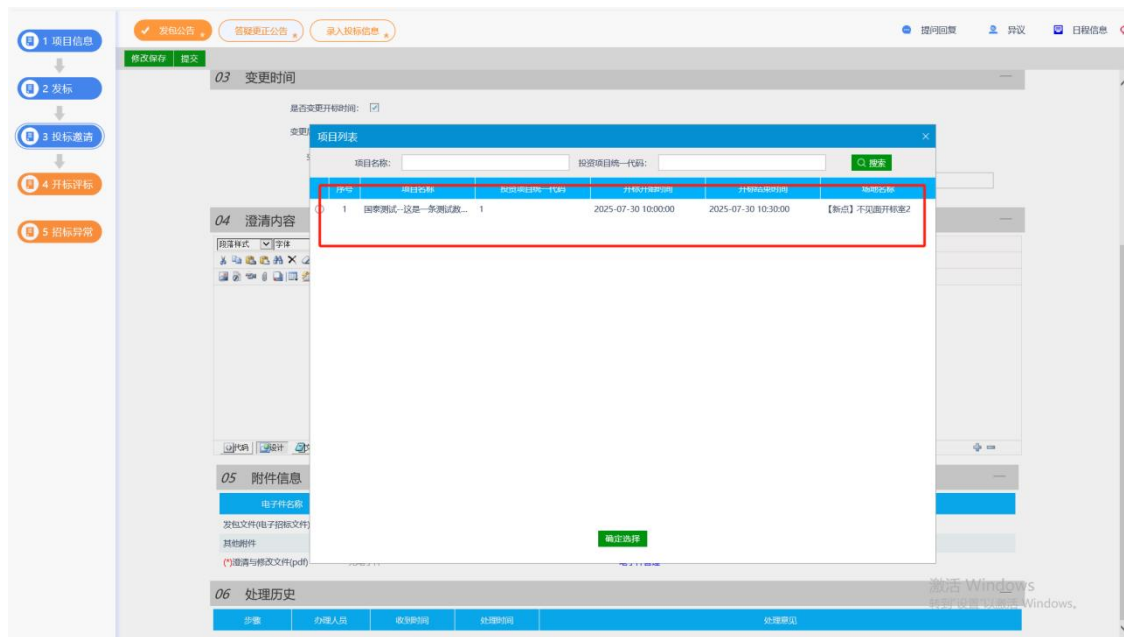 发包公告 答疑更正公告 录入投标信息 提问回复 异议 日程信息
1 项目信息
修改保存 提交
03 变更时间
2 发标
是否变更开标时间:
3 投标邀请
变更
项目列表
项目名称: 投资项目统一代码: 搜索
4 开标评标
序号 项目名称 投资项目统一代码 开标开始时间 开标结束时间 场地名称
1 国泰测试--这是一条测试数... 1 2025-07-30 10:00:00 2025-07-30 10:30:00 【新点】不见面开标室2
04 澄清内容
5 招标异常
段落样式 字体
代码 设计
05 附件信息
电子件名称
发包文件(电子招标文件)
确定选择
其他附件
(*)澄清与修改文件(pdf)
06 处理历史
激活 Windows
转到"设置"以激活 Windows。
步骤 办理人员 收到时间 处理时间 处理意见